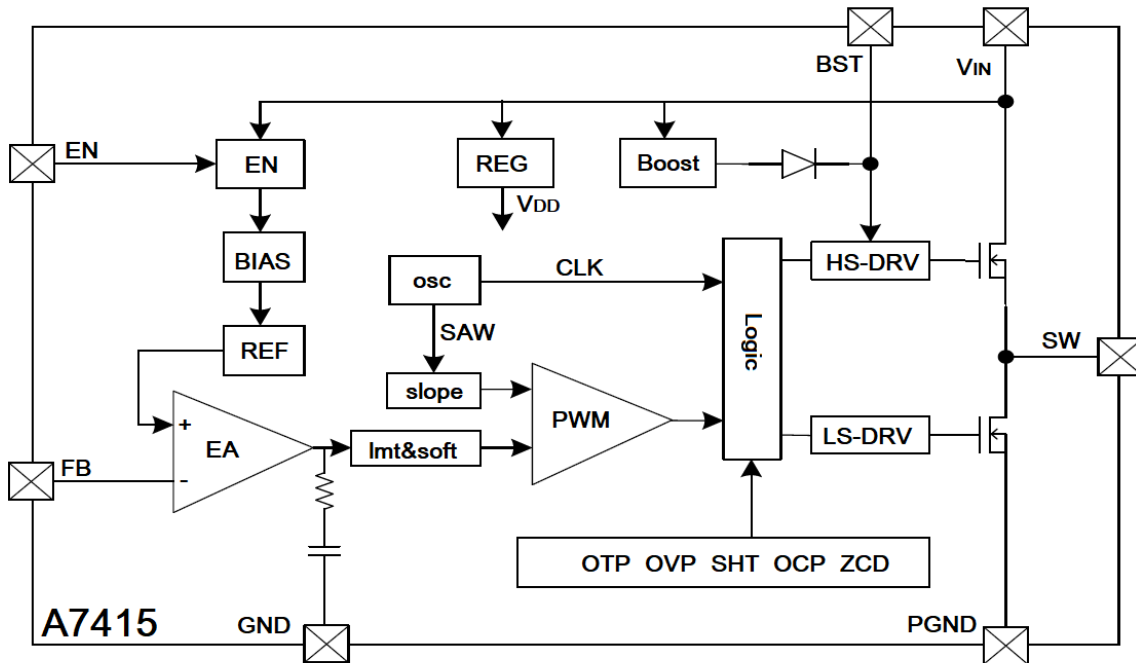 BST
VIN
EN
EN
REG
Boost
VDD
BIAS
HS-DRV
osc
CLK
SAW
Logic
REF
SW
slope
+
PWM
EA
lmt&soft
LS-DRV
FB
-
OTP OVP SHT OCP ZCD
A7415
GND
PGND